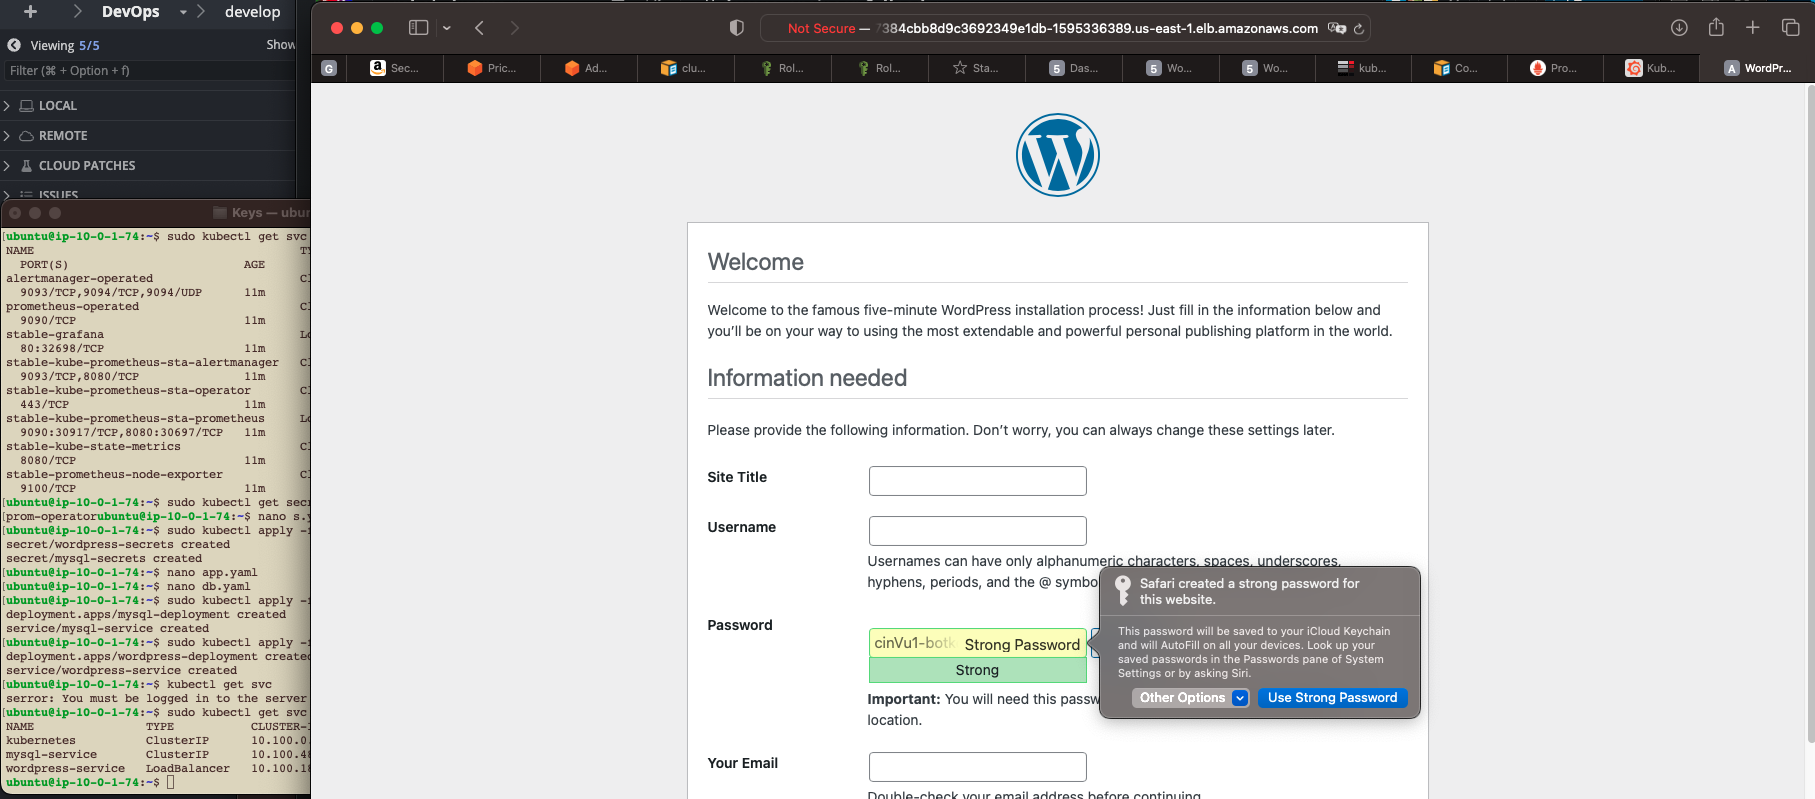 DevOps
develop
Viewing 5/5
Show
Filter (⌘ + Option + f)
LOCAL
REMOTE
CLOUD PATCHES
ISSUES
Keys — ubun
ubuntu@ip-10-0-1-74:~$ sudo kubectl get svc
NAME
PORT(S) AGE
alertmanager-operated
9093/TCP,9094/TCP,9094/UDP 11m
prometheus-operated
9090/TCP 11m
stable-grafana
80:32698/TCP 11m
stable-kube-prometheus-sta-alertmanager
9093/TCP,8080/TCP 11m
stable-kube-prometheus-sta-operator
443/TCP 11m
stable-kube-prometheus-sta-prometheus
9090:30917/TCP,8080:30697/TCP 11m
stable-kube-state-metrics
8080/TCP 11m
stable-prometheus-node-exporter
9100/TCP 11m
ubuntu@ip-10-0-1-74:~$ sudo kubectl get secr
prom-operatorubuntu@ip-10-0-1-74:~$ nano s.y
ubuntu@ip-10-0-1-74:~$ sudo kubectl apply -f
secret/wordpress-secrets created
secret/mysql-secrets created
ubuntu@ip-10-0-1-74:~$ nano app.yaml
ubuntu@ip-10-0-1-74:~$ nano db.yaml
ubuntu@ip-10-0-1-74:~$ sudo kubectl apply -f
deployment.apps/mysql-deployment created
service/mysql-service created
ubuntu@ip-10-0-1-74:~$ sudo kubectl apply -f
deployment.apps/wordpress-deployment created
service/wordpress-service created
ubuntu@ip-10-0-1-74:~$ kubectl get svc
serror: You must be logged in to the server
ubuntu@ip-10-0-1-74:~$ sudo kubectl get svc
NAME TYPE CLUSTER-I
kubernetes ClusterIP 10.100.0.
mysql-service ClusterIP 10.100.48
wordpress-service LoadBalancer 10.100.18
ubuntu@ip-10-0-1-74:~$
Not Secure — 7384cbb8d9c3692349e1db-1595336389.us-east-1.elb.amazonaws.com
G
Sec...
Pric...
Ad...
clu...
Rol...
Rol...
Sta...
5 Das...
5 Wo...
5 Wo...
kub...
Co...
Pro...
Kub...
A WordPr...
Welcome
Welcome to the famous five-minute WordPress installation process! Just fill in the information below and
you’ll be on your way to using the most extendable and powerful personal publishing platform in the world.
Information needed
Please provide the following information. Don’t worry, you can always change these settings later.
Site Title
Username
Usernames can have only alphanumeric characters, spaces, underscores,
hyphens, periods, and the @ symbo
Password
cinVu1-botk Strong Password
Strong
Important: You will need this passw
location.
Safari created a strong password for
this website.
This password will be saved to your iCloud Keychain
and will AutoFill on all your devices. Look up your
saved passwords in the Passwords pane of System
Settings or by asking Siri.
Other Options
Use Strong Password
Your Email
Double-check your email address before continuing.